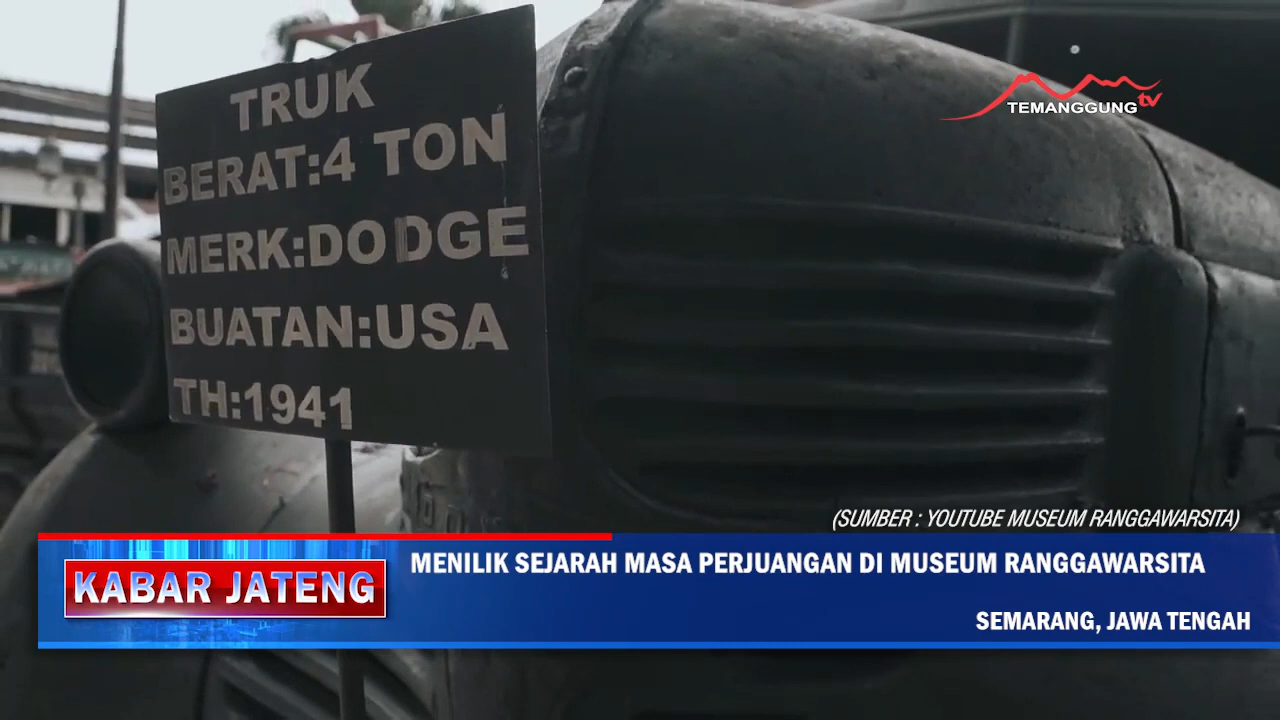 TRUK
BERAT:4 TON
MERK:DODGE
BUATAN:USA
TH:1941
TEMANGGUNG tv
(SUMBER : YOUTUBE MUSEUM RANGGAWARSITA)
KABAR JATENG
MENILIK SEJARAH MASA PERJUANGAN DI MUSEUM RANGGAWARSITA
SEMARANG, JAWA TENGAH